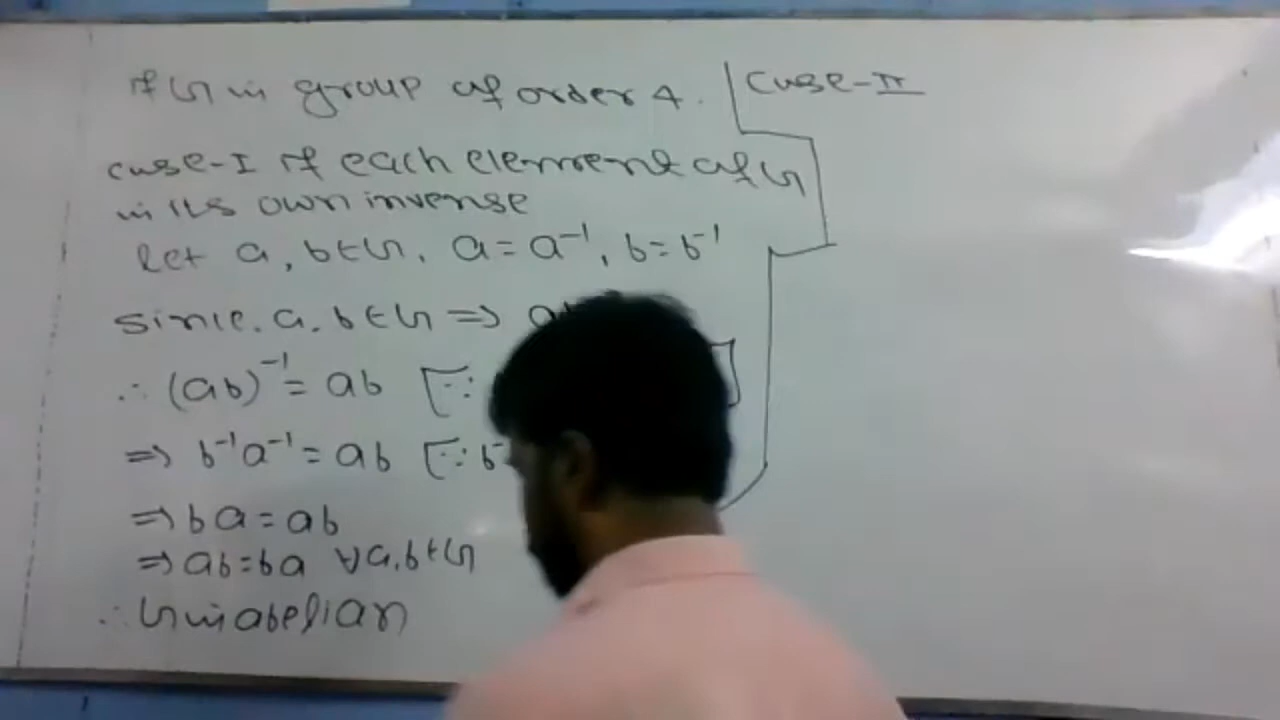 If G is group of order 4.
case-I If each element of G
is its own inverse
let a, b ∈ G, a = a⁻¹, b = b⁻¹
since a, b ∈ G ⇒
∴ (ab)⁻¹ = ab [∵
⇒ b⁻¹a⁻¹ = ab [∵
⇒ ba = ab
⇒ ab = ba ∀ a, b ∈ G
∴ G is abelian
Case-II